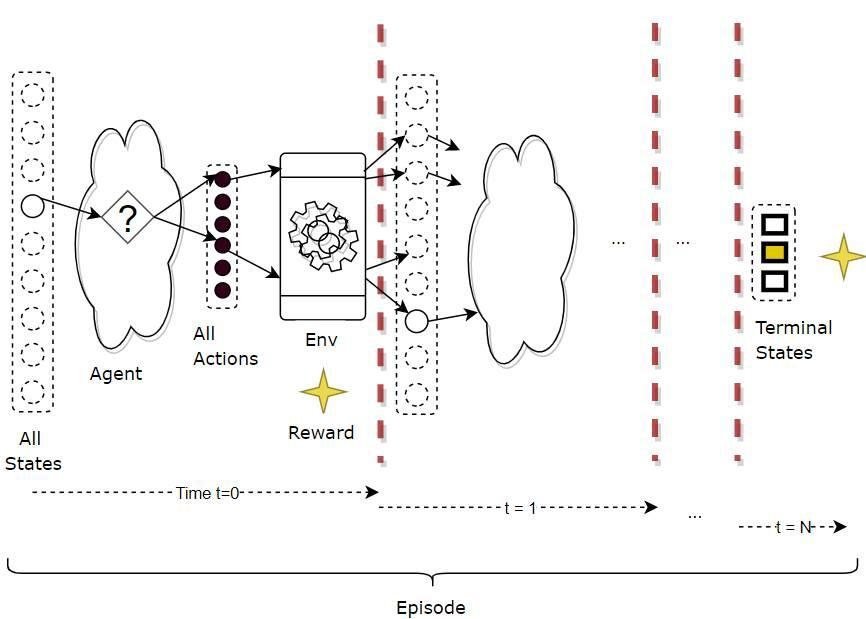 ?
...
...
All
Actions
Env
Terminal
States
Agent
Reward
All
States
Time t=0
t = 1
...
t = N
Episode